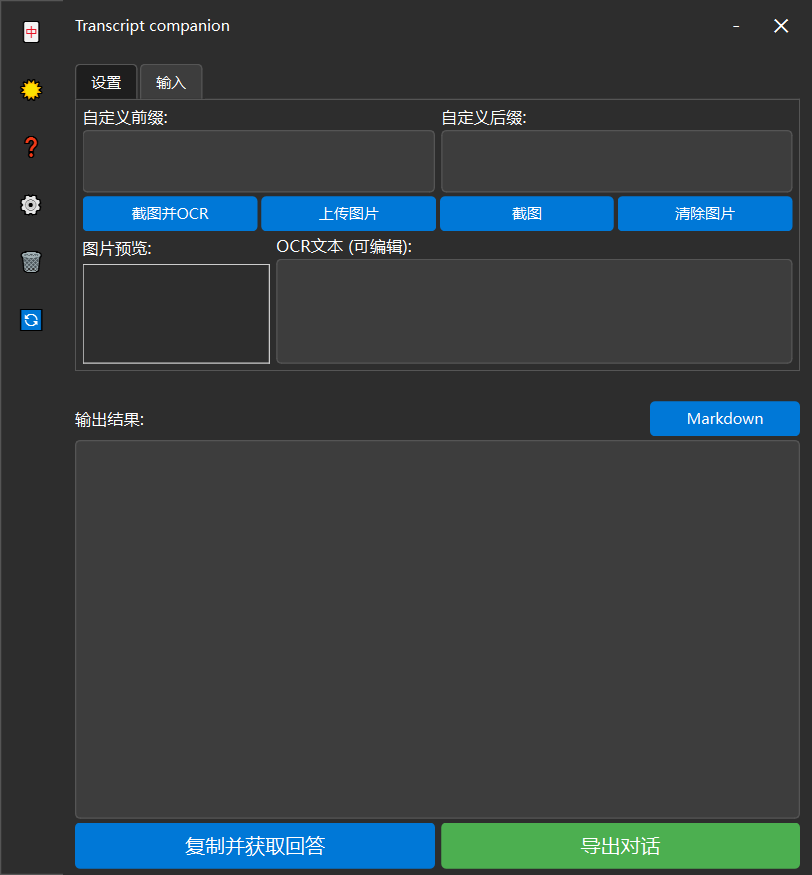 中
Transcript companion
设置 输入
自定义前缀: 自定义后缀:
截图并OCR 上传图片 截图 清除图片
图片预览: OCR文本 (可编辑):
输出结果: Markdown
复制并获取回答 导出对话